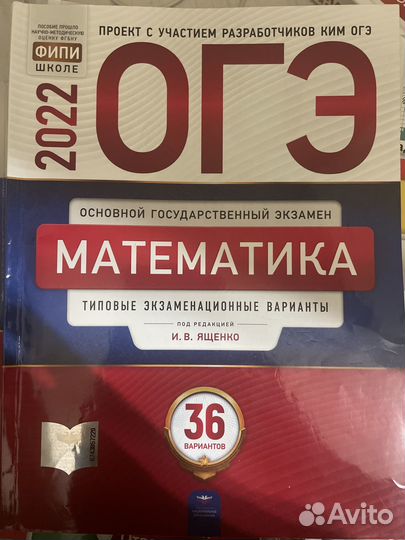 ПОСОБИЕ ПРОШЛО
НАУЧНО-МЕТОДИЧЕСКУЮ
ОЦЕНКУ ФГБНУ
ФИПИ
ШКОЛЕ
ПРОЕКТ С УЧАСТИЕМ РАЗРАБОТЧИКОВ КИМ ОГЭ
2022
ОГЭ
ОСНОВНОЙ ГОСУДАРСТВЕННЫЙ ЭКЗАМЕН
МАТЕМАТИКА
ТИПОВЫЕ ЭКЗАМЕНАЦИОННЫЕ ВАРИАНТЫ
ПОД РЕДАКЦИЕЙ
И. В. ЯЩЕНКО
36
ВАРИАНТОВ
Avito